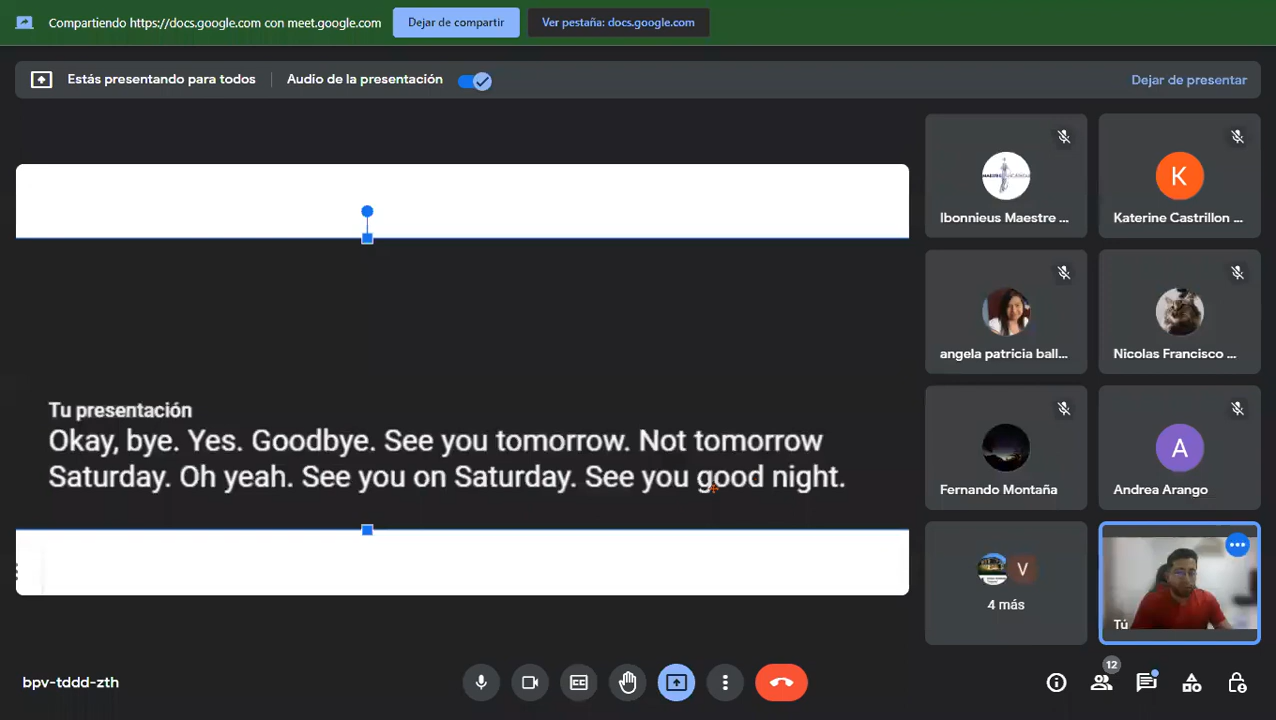 Compartiendo https://docs.google.com con meet.google.com
Dejar de compartir
Ver pestaña: docs.google.com
Estás presentando para todos
Audio de la presentación
Dejar de presentar
Ibonnieus Maestre ...
Katerine Castrillon ...
angela patricia ball...
Nicolas Francisco ...
Tu presentación
Okay, bye. Yes. Goodbye. See you tomorrow. Not tomorrow
Saturday. Oh yeah. See you on Saturday. See you good night.
K
A
Fernando Montaña
Andrea Arango
V
4 más
Tú
bpv-tddd-zth
CC
12